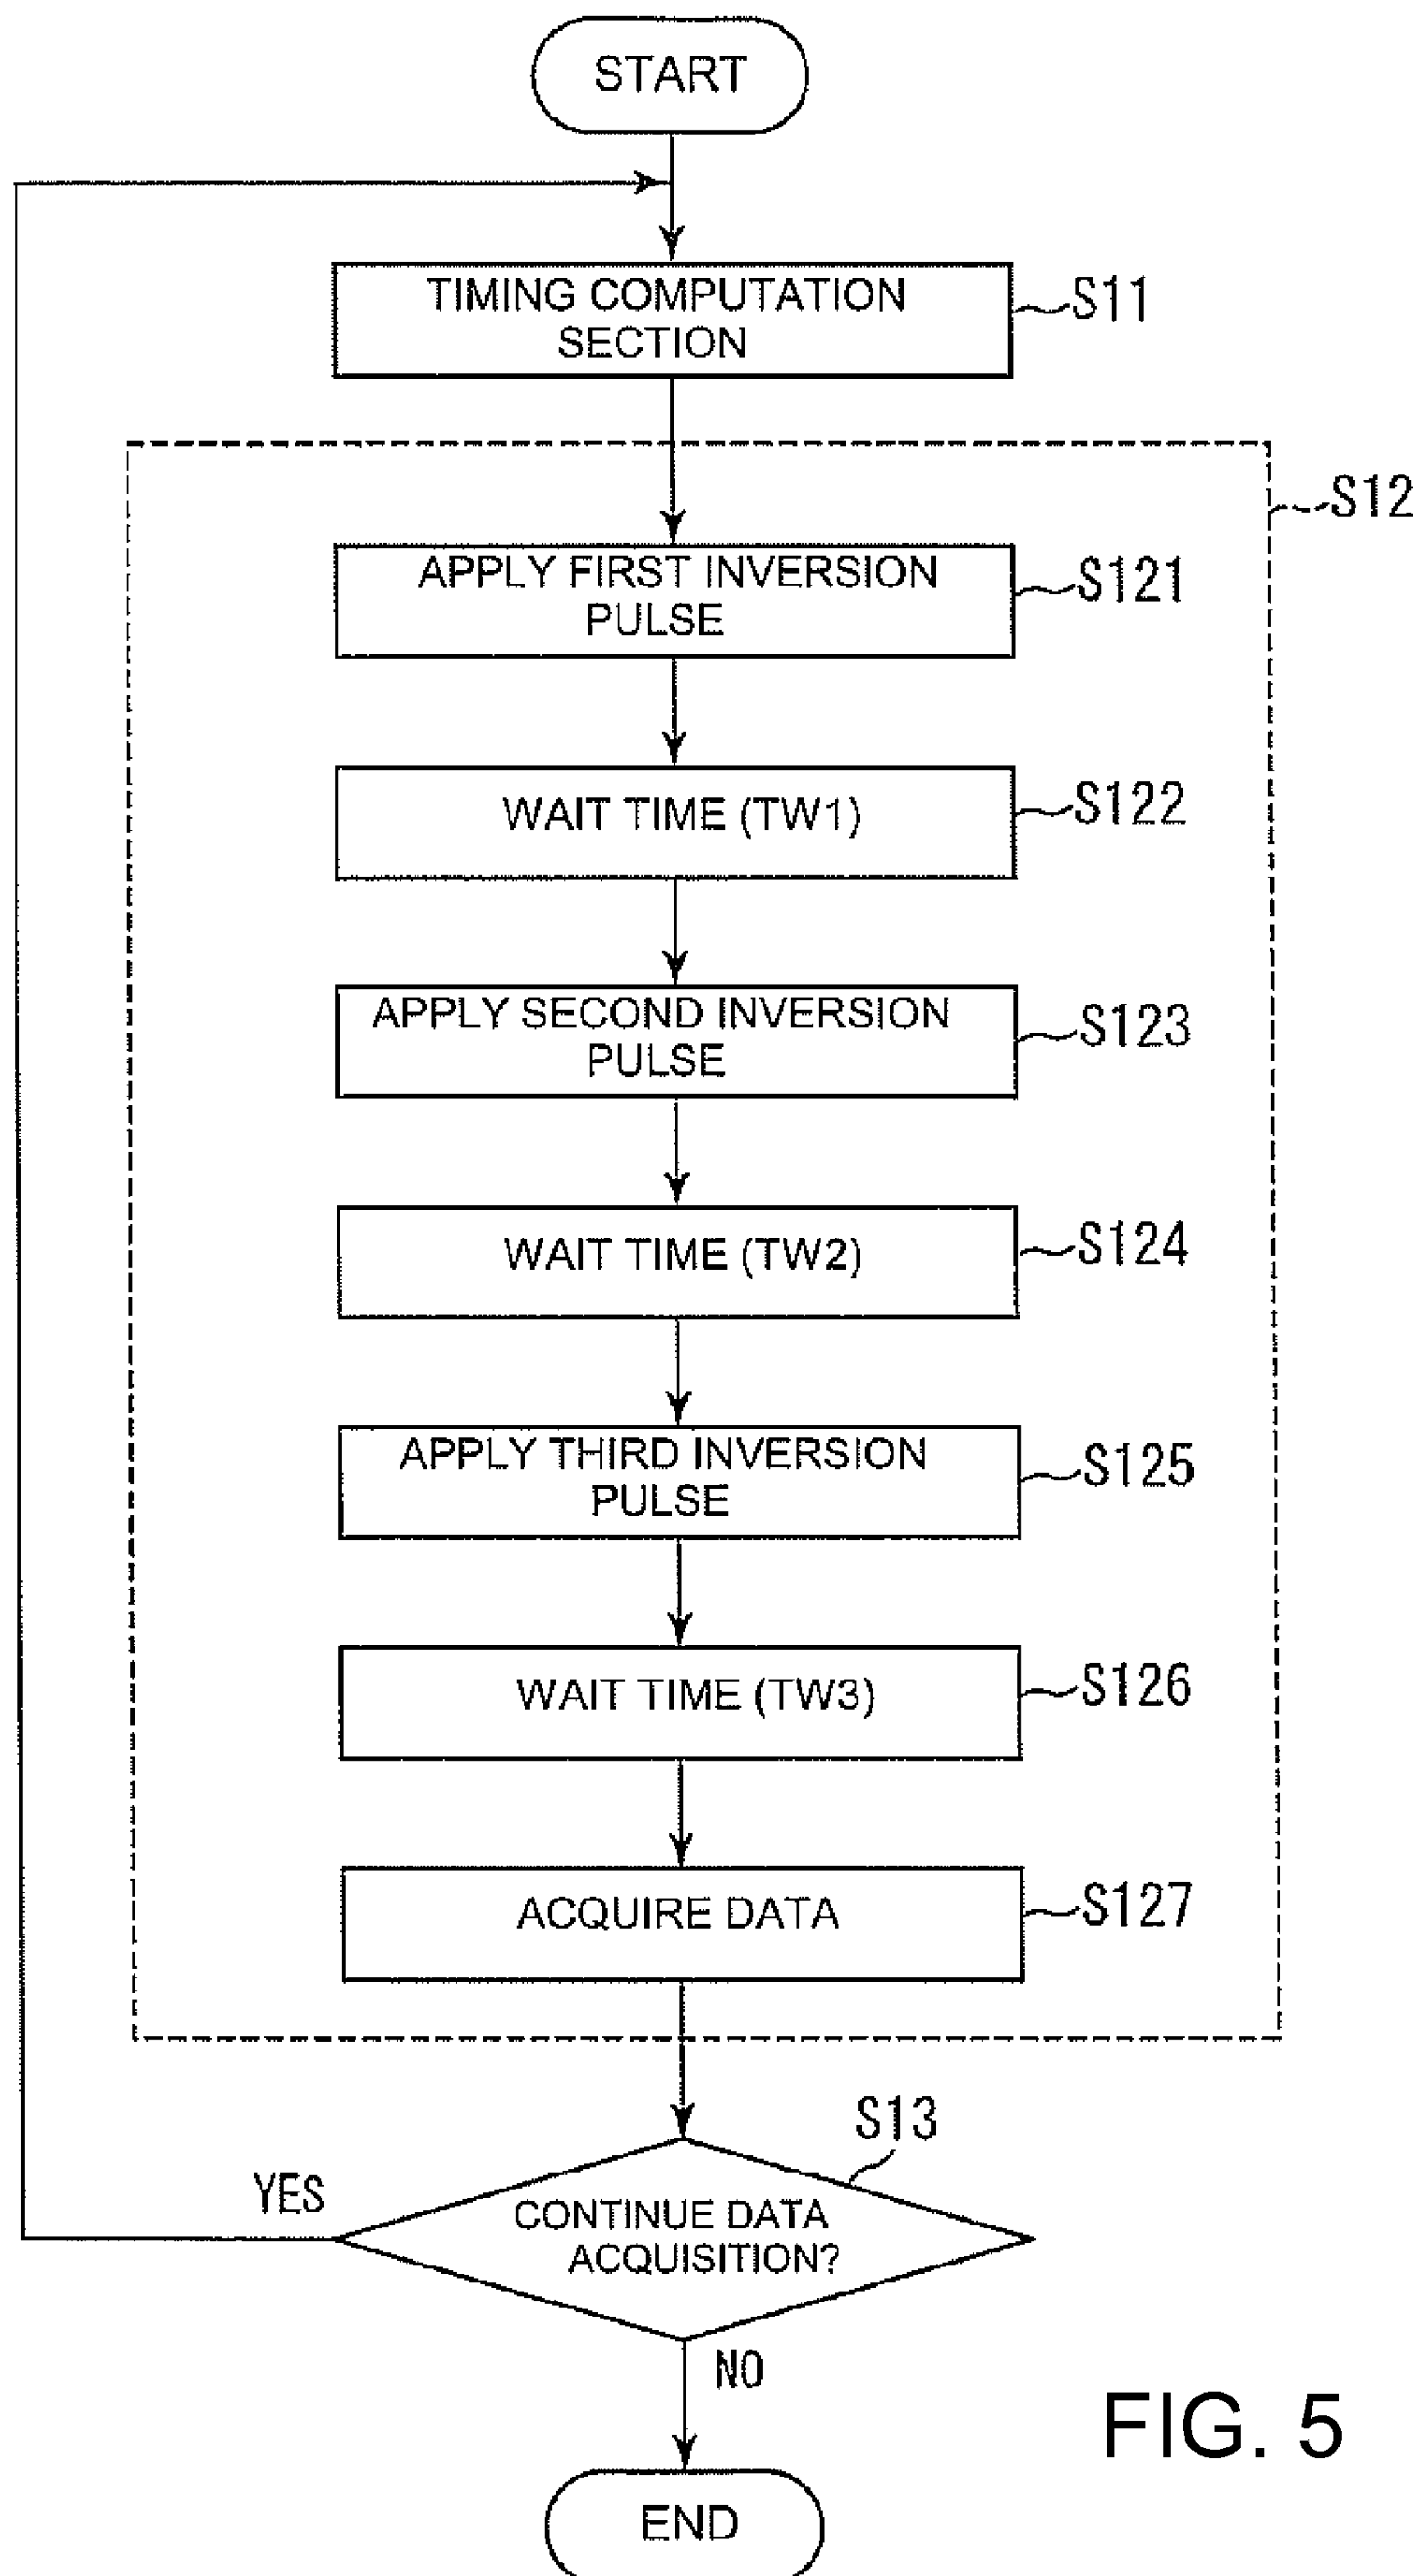 START
TIMING COMPUTATION
SECTION
S11
S12
APPLY FIRST INVERSION
PULSE
S121
WAIT TIME (TW1)
S122
APPLY SECOND INVERSION
PULSE
S123
WAIT TIME (TW2)
S124
APPLY THIRD INVERSION
PULSE
S125
WAIT TIME (TW3)
S126
ACQUIRE DATA
S127
S13
YES
CONTINUE DATA
ACQUISITION?
NO
FIG. 5
END